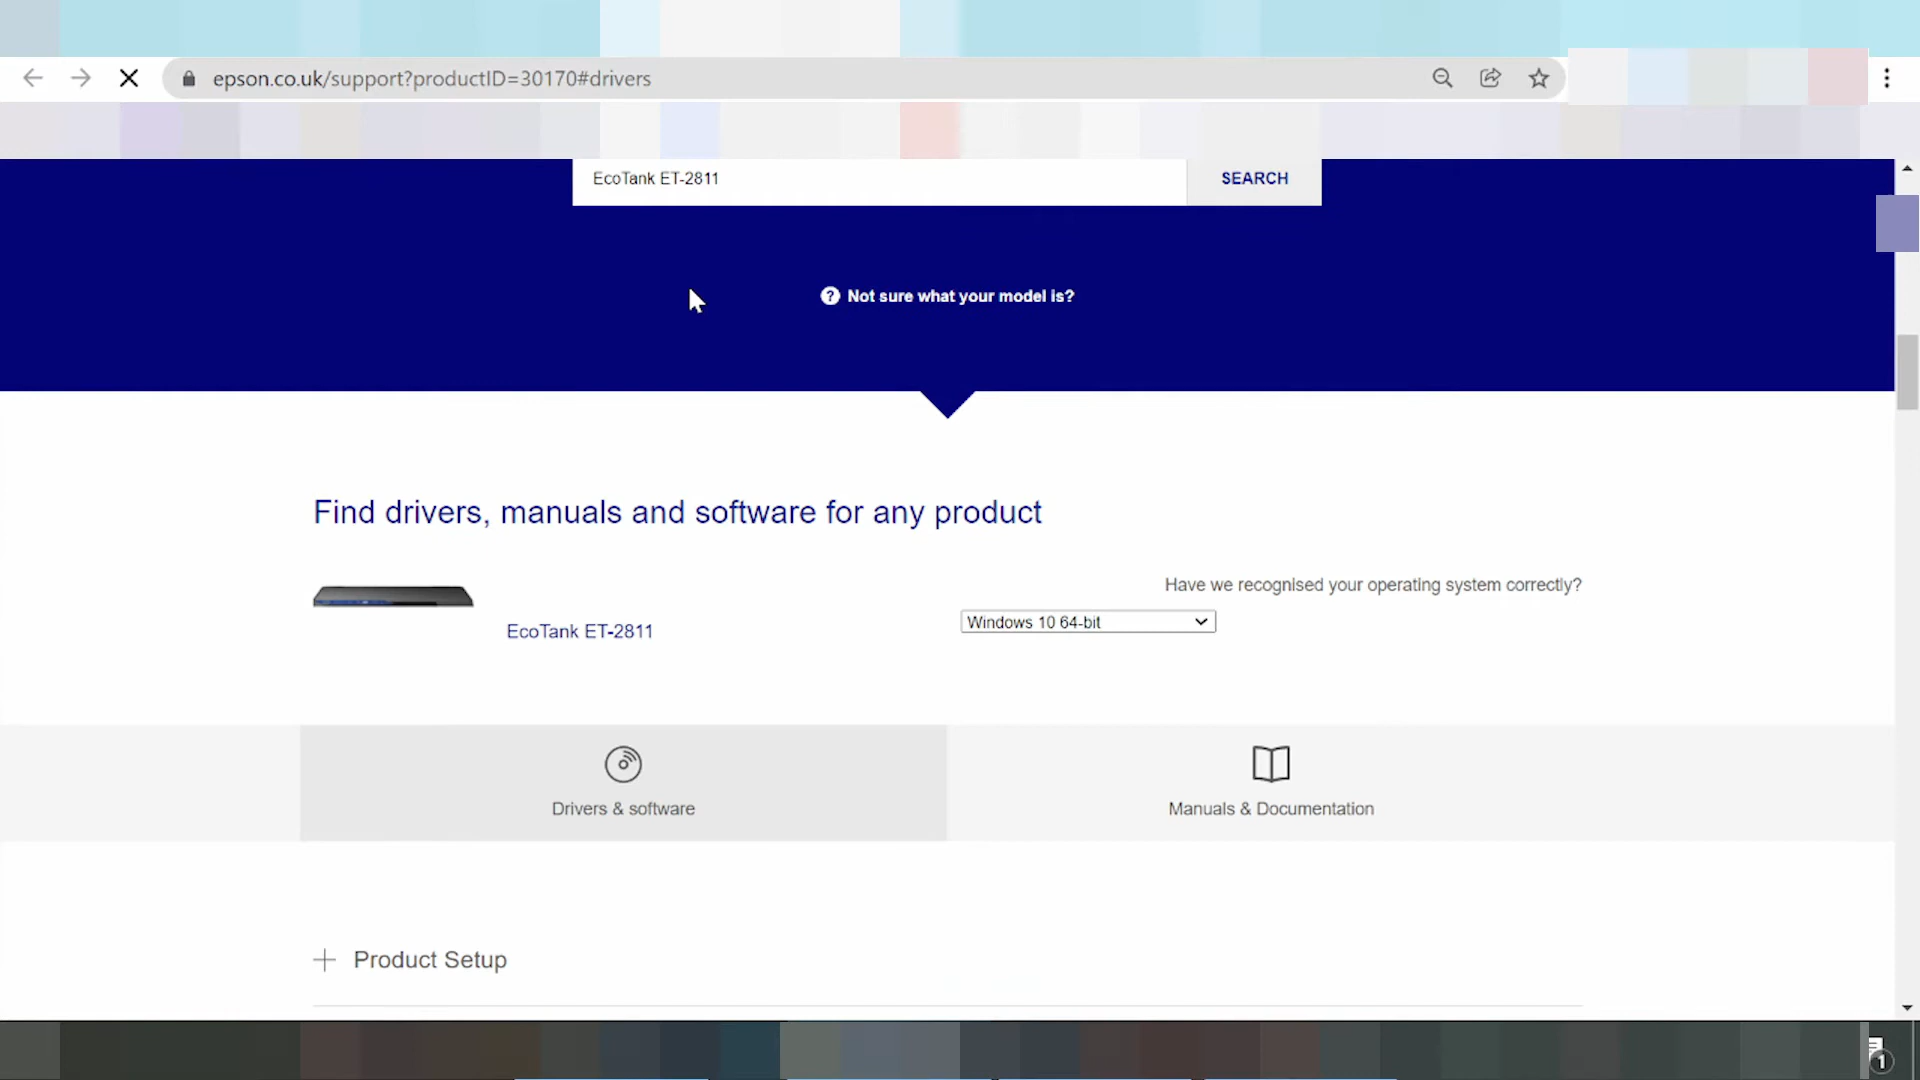 epson.co.uk/support?productID=30170#drivers
EcoTank ET-2811
SEARCH
? Not sure what your model is?
Find drivers, manuals and software for any product
Have we recognised your operating system correctly?
Windows 10 64-bit
EcoTank ET-2811
Drivers & software
Manuals & Documentation
Product Setup
1